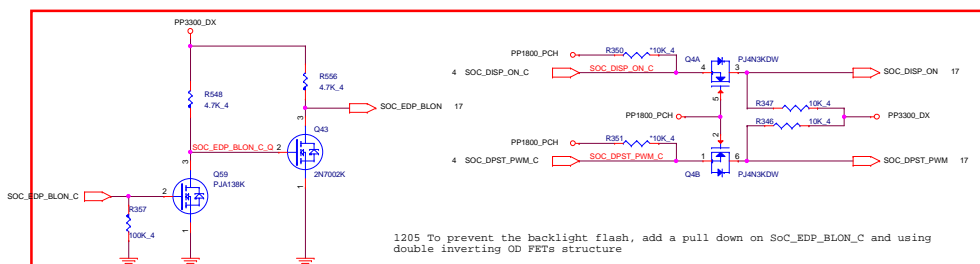 PP3300_DX
R556
4.7K_4
R548
4.7K_4
SOC_EDP_BLON 17
3
Q43
SOC_EDP_BLON_C_Q 2
2N7002K
1
3
Q59
PJA138K
SOC_EDP_BLON_C
2
1
R357
100K_4
PP1800_PCH
R350 *10K_4
Q4A PJ4N3KDW
4 SOC_DISP_ON_C
SOC_DISP_ON_C
4 3
SOC_DISP_ON 17
5
R347 10K_4
PP1800_PCH
PP3300_DX
R346 10K_4
2
PP1800_PCH
R351 *10K_4
4 SOC_DPST_PWM_C
SOC_DPST_PWM_C
1 6
SOC_DPST_PWM 17
Q4B PJ4N3KDW
1205 To prevent the backlight flash, add a pull down on SoC_EDP_BLON_C and using
double inverting OD FETs structure